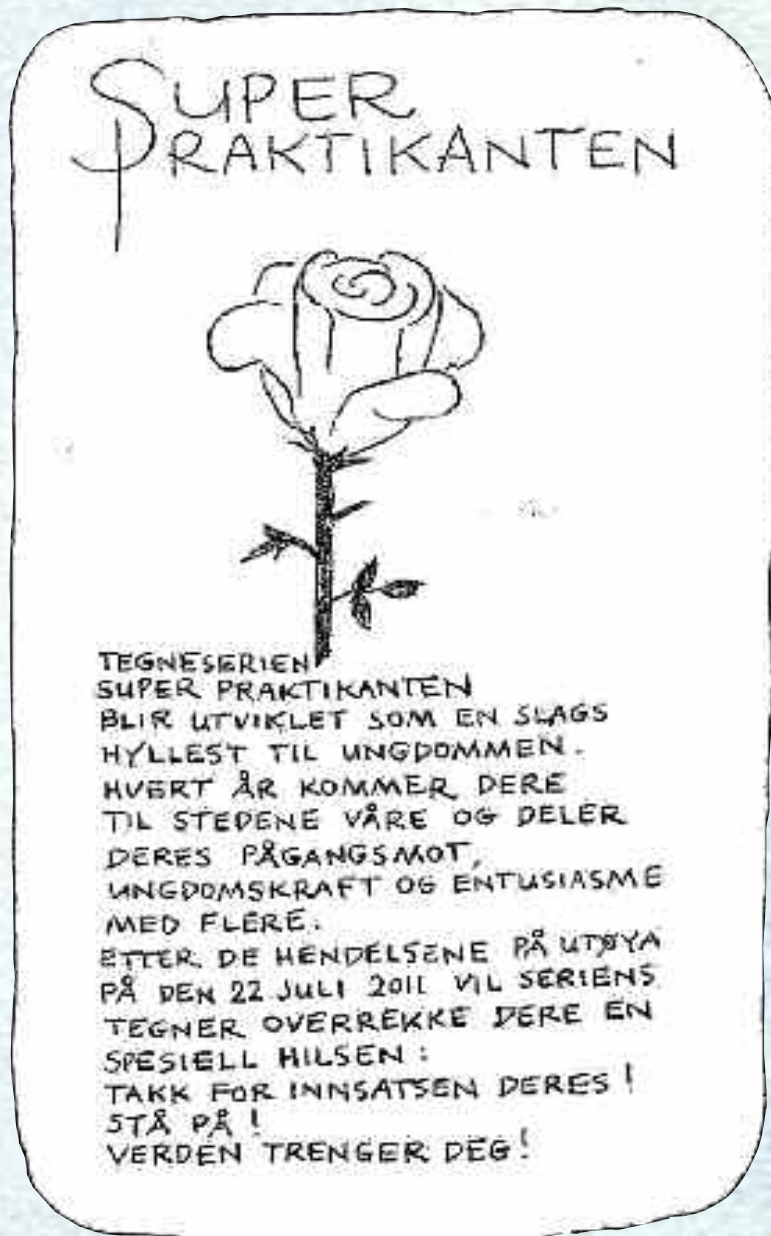 SUPER
PRAKTIKANTEN
TEGNESERIEN
SUPER PRAKTIKANTEN
BLIR UTVIKLET SOM EN SLAGS
HYLLEST TIL UNGDOMMEN.
HVERT ÅR KOMMER DERE
TIL STEDENE VÅRE OG DELER
DERES PÅGANGSMOT,
UNGDOMSKRAFT OG ENTUSIASME
MED FLERE.
ETTER DE HENDELSENE PÅ UTØYA
PÅ DEN 22 JULI 2011 VIL SERIENS
TEGNER OVERREKKE DERE EN
SPESIELL HILSEN:
TAKK FOR INNSATSEN DERES!
STÅ PÅ!
VERDEN TRENGER DEG!